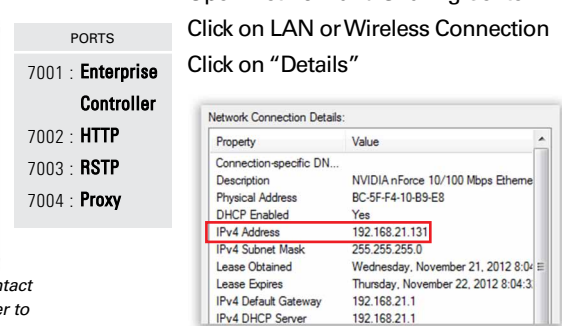 Click on LAN or Wireless Connection
Click on “Details”
PORTS
7001 : Enterprise
Controller
7002 : HTTP
7003 : RSTP
7004 : Proxy
ntact
er to
Network Connection Details:
Property Value
Connection-specific DN...
Description NVIDIA nForce 10/100 Mbps Etherne
Physical Address BC-5F-F4-10-B9-E8
DHCP Enabled Yes
IPv4 Address 192.168.21.131
IPv4 Subnet Mask 255.255.255.0
Lease Obtained Wednesday, November 21, 2012 8:04
Lease Expires Thursday, November 22, 2012 8:04:3
IPv4 Default Gateway 192.168.21.1
IPv4 DHCP Server 192.168.21.1